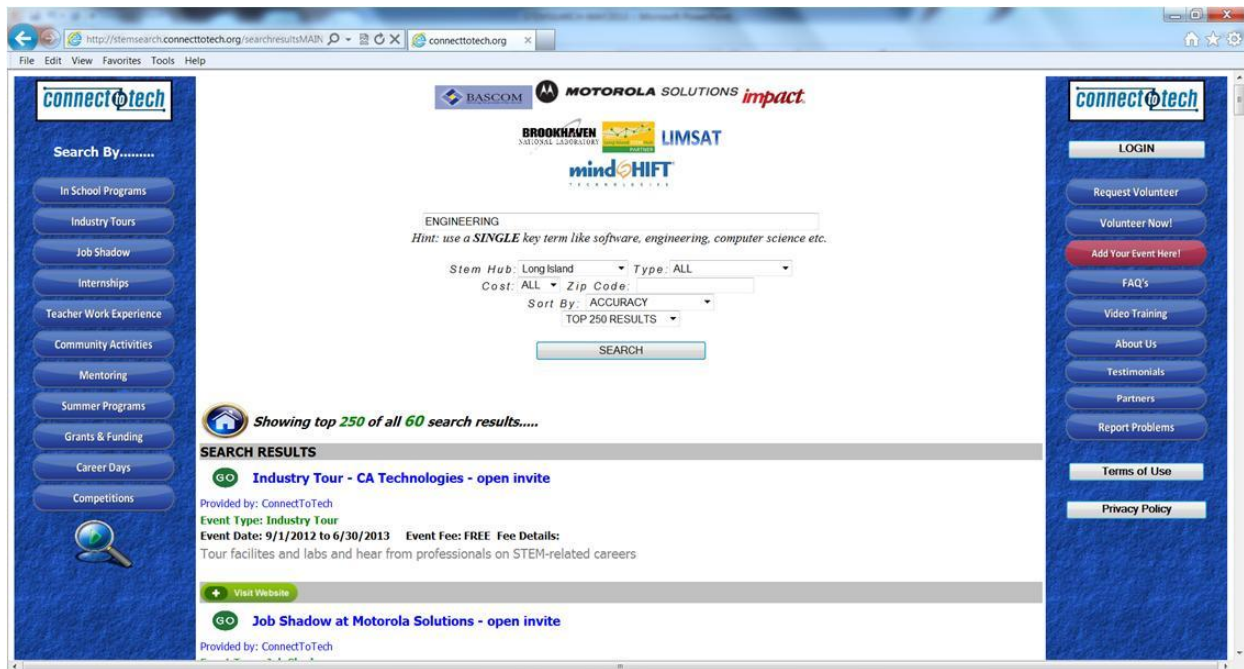 http://stemsearch.connecttotech.org/searchresultsMAIN
connecttotech.org
File Edit View Favorites Tools Help
connect to tech
Search By.........
In School Programs
Industry Tours
Job Shadow
Internships
Teacher Work Experience
Community Activities
Mentoring
Summer Programs
Grants & Funding
Career Days
Competitions
BASCOM
MOTOROLA SOLUTIONS
impact.
BROOKHAVEN
NATIONAL LABORATORY
PARTNER
LIMSAT
mindSHIFT
TECHNOLOGIES
ENGINEERING
Hint: use a SINGLE key term like software, engineering, computer science etc.
Stem Hub: Long Island Type: ALL
Cost: ALL Zip Code:
Sort By: ACCURACY
TOP 250 RESULTS
SEARCH
Showing top 250 of all 60 search results.....
SEARCH RESULTS
GO Industry Tour - CA Technologies - open invite
Provided by: ConnectToTech
Event Type: Industry Tour
Event Date: 9/1/2012 to 6/30/2013 Event Fee: FREE Fee Details:
Tour facilites and labs and hear from professionals on STEM-related careers
+ Visit Website
GO Job Shadow at Motorola Solutions - open invite
Provided by: ConnectToTech
connect to tech
LOGIN
Request Volunteer
Volunteer Now!
Add Your Event Here!
FAQ's
Video Training
About Us
Testimonials
Partners
Report Problems
Terms of Use
Privacy Policy